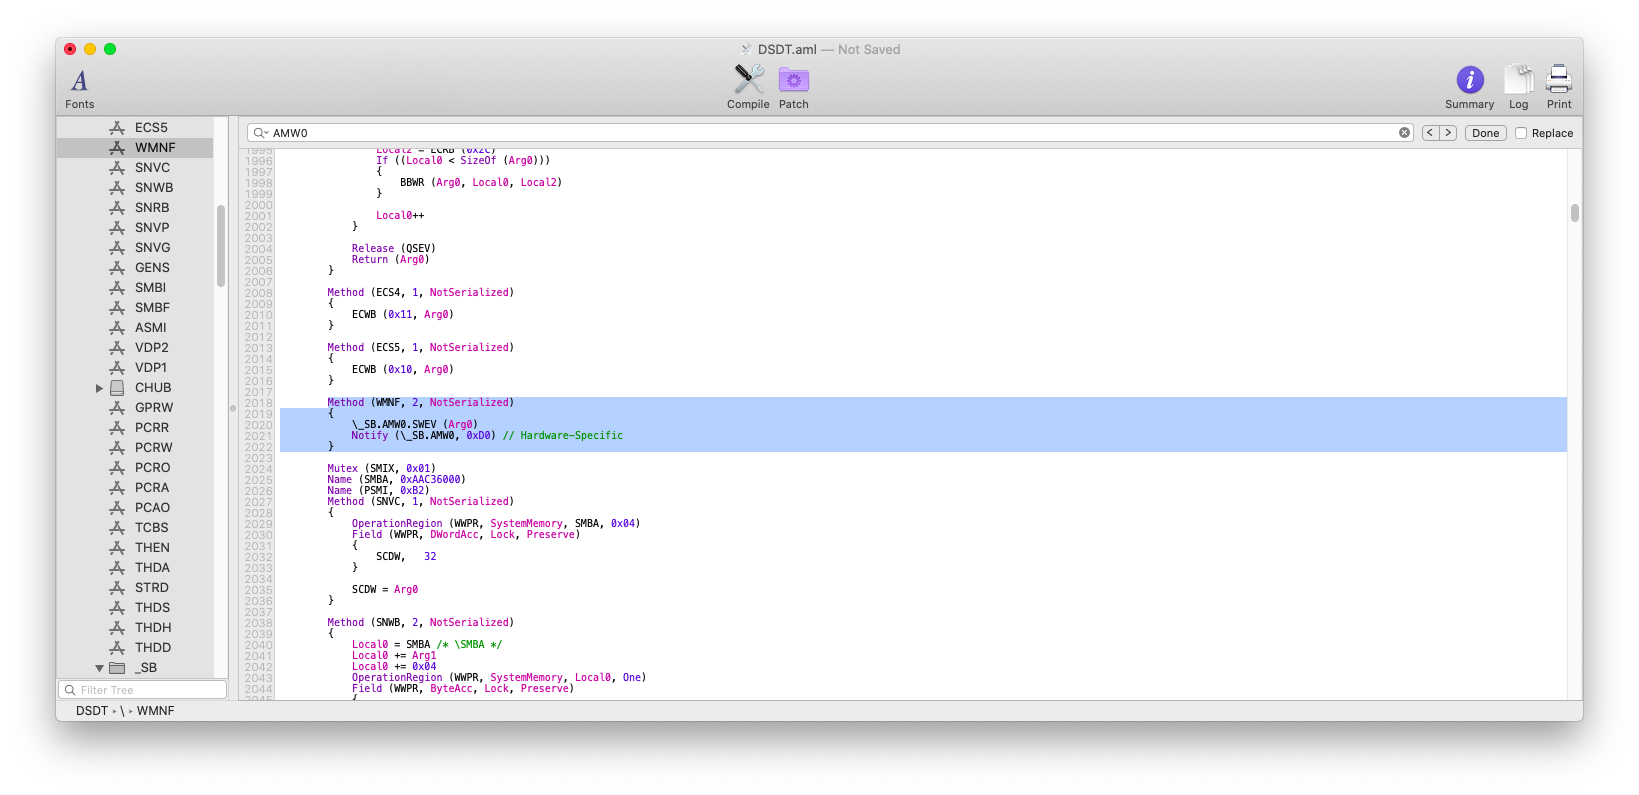 DSDT.aml — Not Saved
Fonts
Compile Patch
Summary Log Print
AMW0
Done
Replace
ECS5
WMNF
SNVC
SNWB
SNRB
SNVP
SNVG
GENS
SMBI
SMBF
ASMI
VDP2
VDP1
CHUB
GPRW
PCRR
PCRW
PCRO
PCRA
PCAO
TCBS
THEN
THDA
STRD
THDS
THDH
THDD
_SB
Filter Tree
1995 Local2 = ECRB (0x2C)
1996 If ((Local0 < SizeOf (Arg0)))
1997 {
1998 BBWR (Arg0, Local0, Local2)
1999 }
2000
2001 Local0++
2002 }
2003
2004 Release (QSEV)
2005 Return (Arg0)
2006 }
2007
2008 Method (ECS4, 1, NotSerialized)
2009 {
2010 ECWB (0x11, Arg0)
2011 }
2012
2013 Method (ECS5, 1, NotSerialized)
2014 {
2015 ECWB (0x10, Arg0)
2016 }
2017
2018 Method (WMNF, 2, NotSerialized)
2019 {
2020 \_SB.AMW0.SWEV (Arg0)
2021 Notify (\_SB.AMW0, 0xD0) // Hardware-Specific
2022 }
2023
2024 Mutex (SMIX, 0x01)
2025 Name (SMBA, 0xAAC36000)
2026 Name (PSMI, 0xB2)
2027 Method (SNVC, 1, NotSerialized)
2028 {
2029 OperationRegion (WWPR, SystemMemory, SMBA, 0x04)
2030 Field (WWPR, DWordAcc, Lock, Preserve)
2031 {
2032 SCDW, 32
2033 }
2034
2035 SCDW = Arg0
2036 }
2037
2038 Method (SNWB, 2, NotSerialized)
2039 {
2040 Local0 = SMBA /* \SMBA */
2041 Local0 += Arg1
2042 Local0 += 0x04
2043 OperationRegion (WWPR, SystemMemory, Local0, One)
2044 Field (WWPR, ByteAcc, Lock, Preserve)
2045 {
DSDT \ WMNF